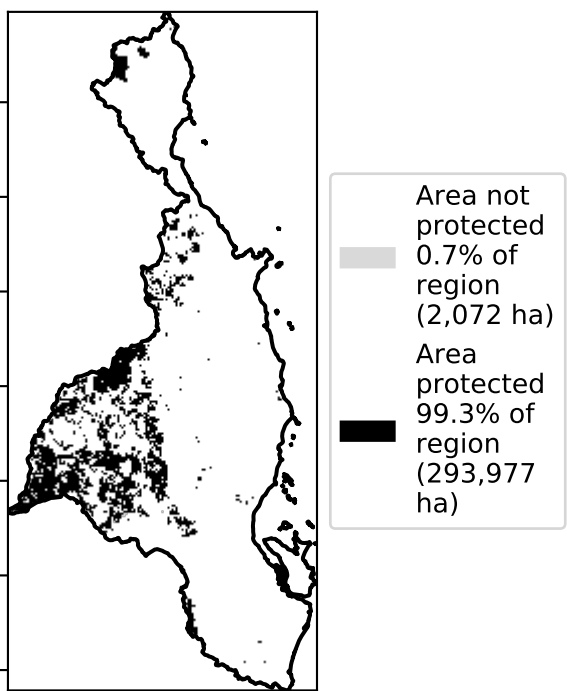 Area not
protected
0.7% of
region
(2,072 ha)
Area
protected
99.3% of
region
(293,977
ha)